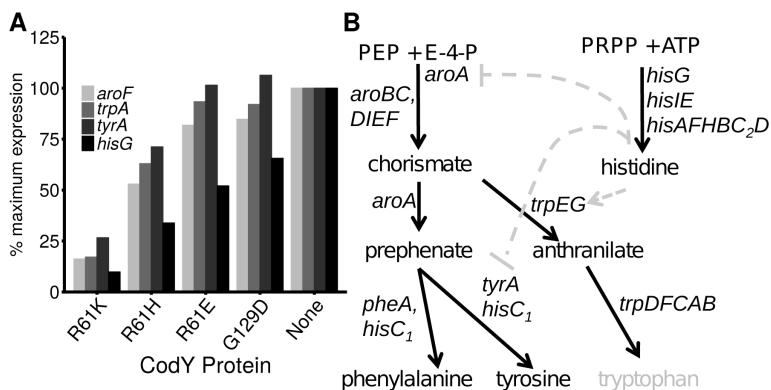 A
125
100
75
50
25
0
% maximum expression
aroF
trpA
tyrA
hisG
R61K
R61H
R61E
G129D
None
CodY Protein
B
PEP +E-4-P
PRPP +ATP
aroA
aroBC,
DIEF
hisG
hisIE
hisAFHBC2D
chorismate
histidine
aroA
trpEG
prephenate
anthranilate
pheA,
hisC1
tyrA
hisC1
trpDFCAB
phenylalanine
tyrosine
tryptophan